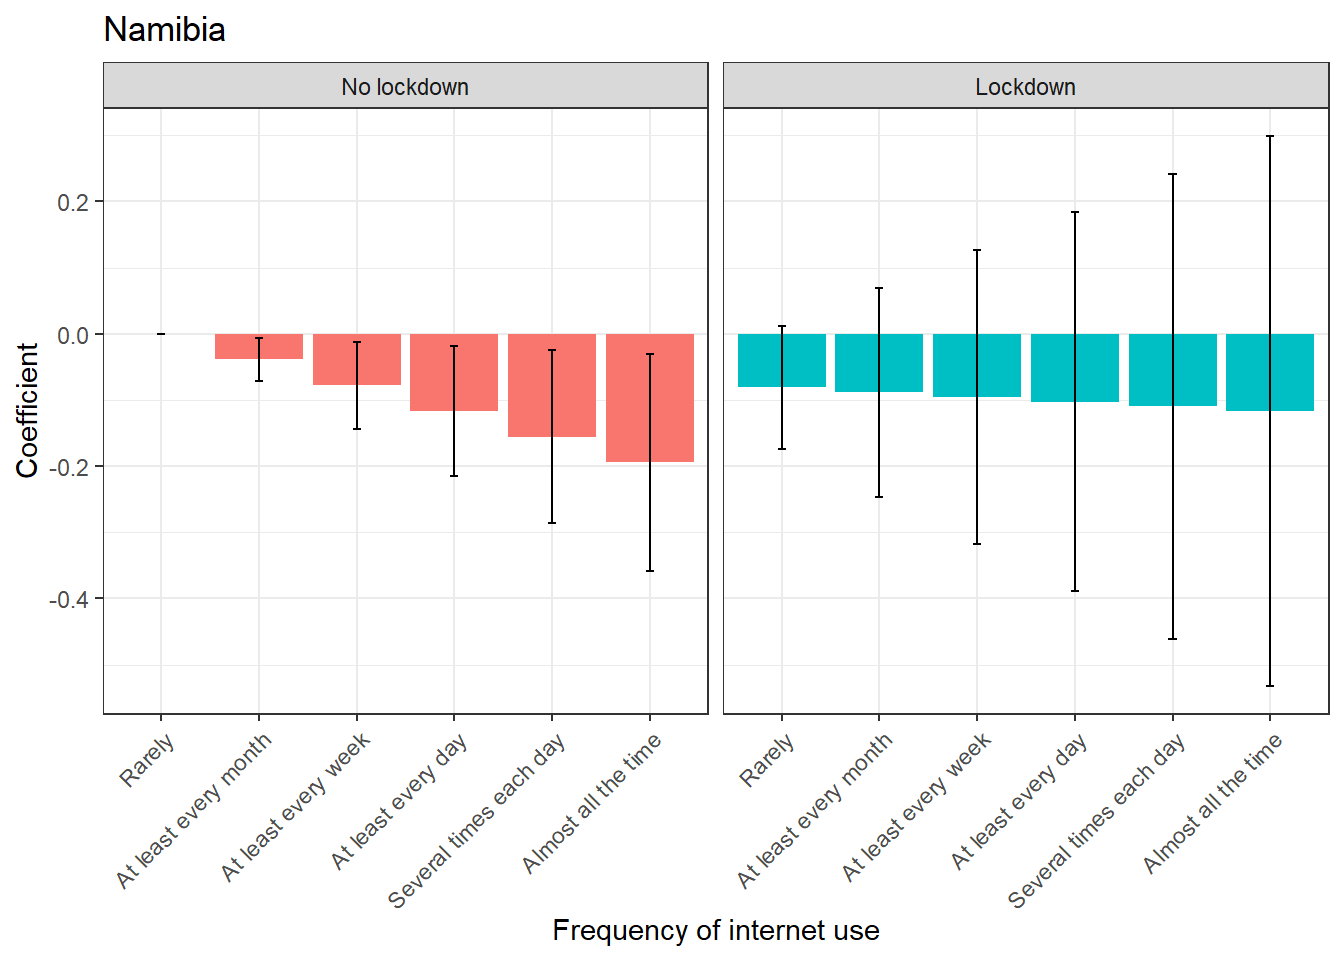 Namibia
No lockdown
Lockdown
Coefficient
0.2
0.0
-0.2
-0.4
Rarely
At least every month
At least every week
At least every day
Several times each day
Almost all the time
Rarely
At least every month
At least every week
At least every day
Several times each day
Almost all the time
Frequency of internet use